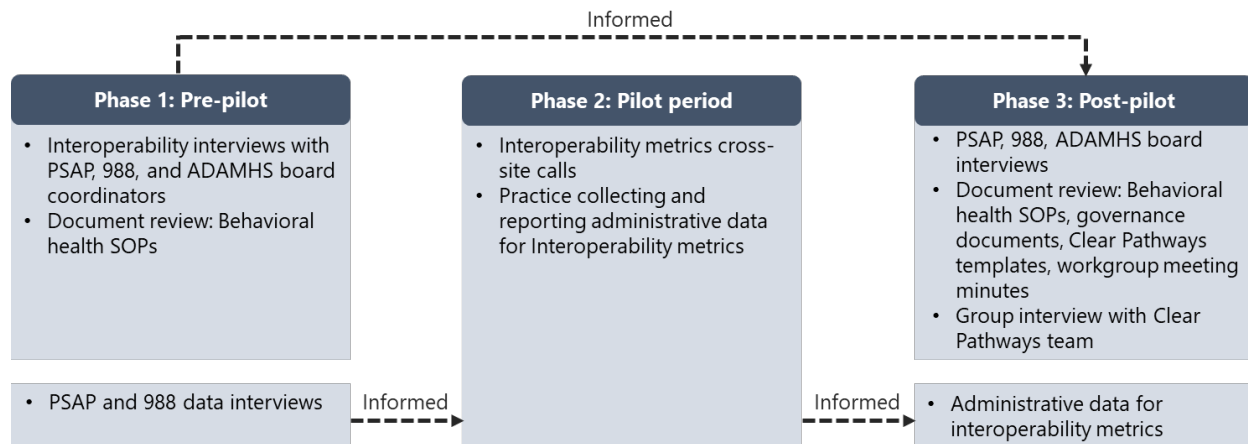 Informed
Phase 1: Pre-pilot
• Interoperability interviews with
PSAP, 988, and ADAMHS board
coordinators
• Document review: Behavioral
health SOPs
• PSAP and 988 data interviews
Informed
Phase 2: Pilot period
• Interoperability metrics cross-
site calls
• Practice collecting and
reporting administrative data
for Interoperability metrics
Informed
Phase 3: Post-pilot
• PSAP, 988, ADAMHS board
interviews
• Document review: Behavioral
health SOPs, governance
documents, Clear Pathways
templates, workgroup meeting
minutes
• Group interview with Clear
Pathways team
• Administrative data for
interoperability metrics